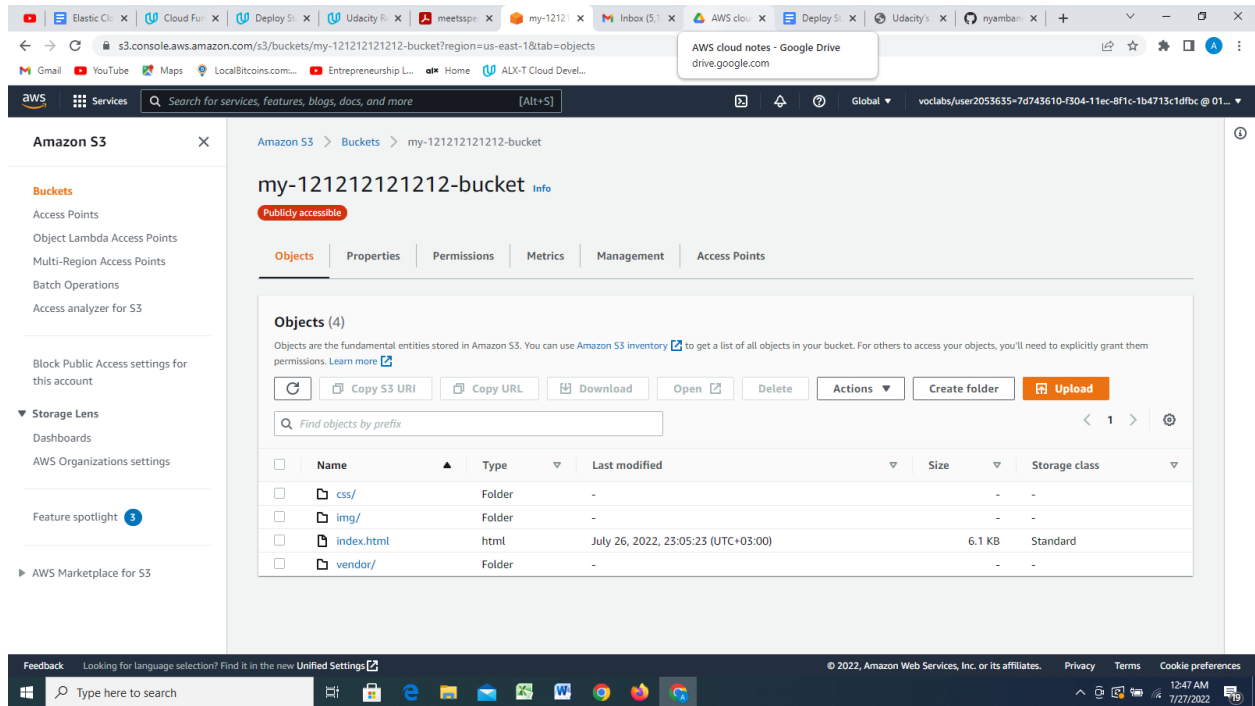 Elastic Clo
Cloud Fun
Deploy St
Udacity Re
meetsspe
my-12121
Inbox (5,1
AWS clou
Deploy St
Udacity's
nyamban
s3.console.aws.amazon.com/s3/buckets/my-121212121212-bucket?region=us-east-1&tab=objects
AWS cloud notes - Google Drive
drive.google.com
A
Gmail
YouTube
Maps
LocalBitcoins.com:...
Entrepreneurship L...
alx Home
ALX-T Cloud Devel...
aws
Services
Search for services, features, blogs, docs, and more
[Alt+S]
Global
voclabs/user2053635=7d743610-f304-11ec-8f1c-1b4713c1dfbc @ 01...
Amazon S3
Buckets
Access Points
Object Lambda Access Points
Multi-Region Access Points
Batch Operations
Access analyzer for S3
Block Public Access settings for
this account
Storage Lens
Dashboards
AWS Organizations settings
Feature spotlight 3
AWS Marketplace for S3
Amazon S3 > Buckets > my-121212121212-bucket
my-121212121212-bucket Info
Publicly accessible
Objects
Properties
Permissions
Metrics
Management
Access Points
Objects (4)
Objects are the fundamental entities stored in Amazon S3. You can use Amazon S3 inventory to get a list of all objects in your bucket. For others to access your objects, you'll need to explicitly grant them
permissions. Learn more
Copy S3 URI
Copy URL
Download
Open
Delete
Actions
Create folder
Upload
Find objects by prefix
1
Name Type Last modified Size Storage class
css/ Folder - - -
img/ Folder - - -
index.html html July 26, 2022, 23:05:23 (UTC+03:00) 6.1 KB Standard
vendor/ Folder - - -
Feedback
Looking for language selection? Find it in the new Unified Settings
© 2022, Amazon Web Services, Inc. or its affiliates.
Privacy
Terms
Cookie preferences
Type here to search
12:47 AM
7/27/2022
19